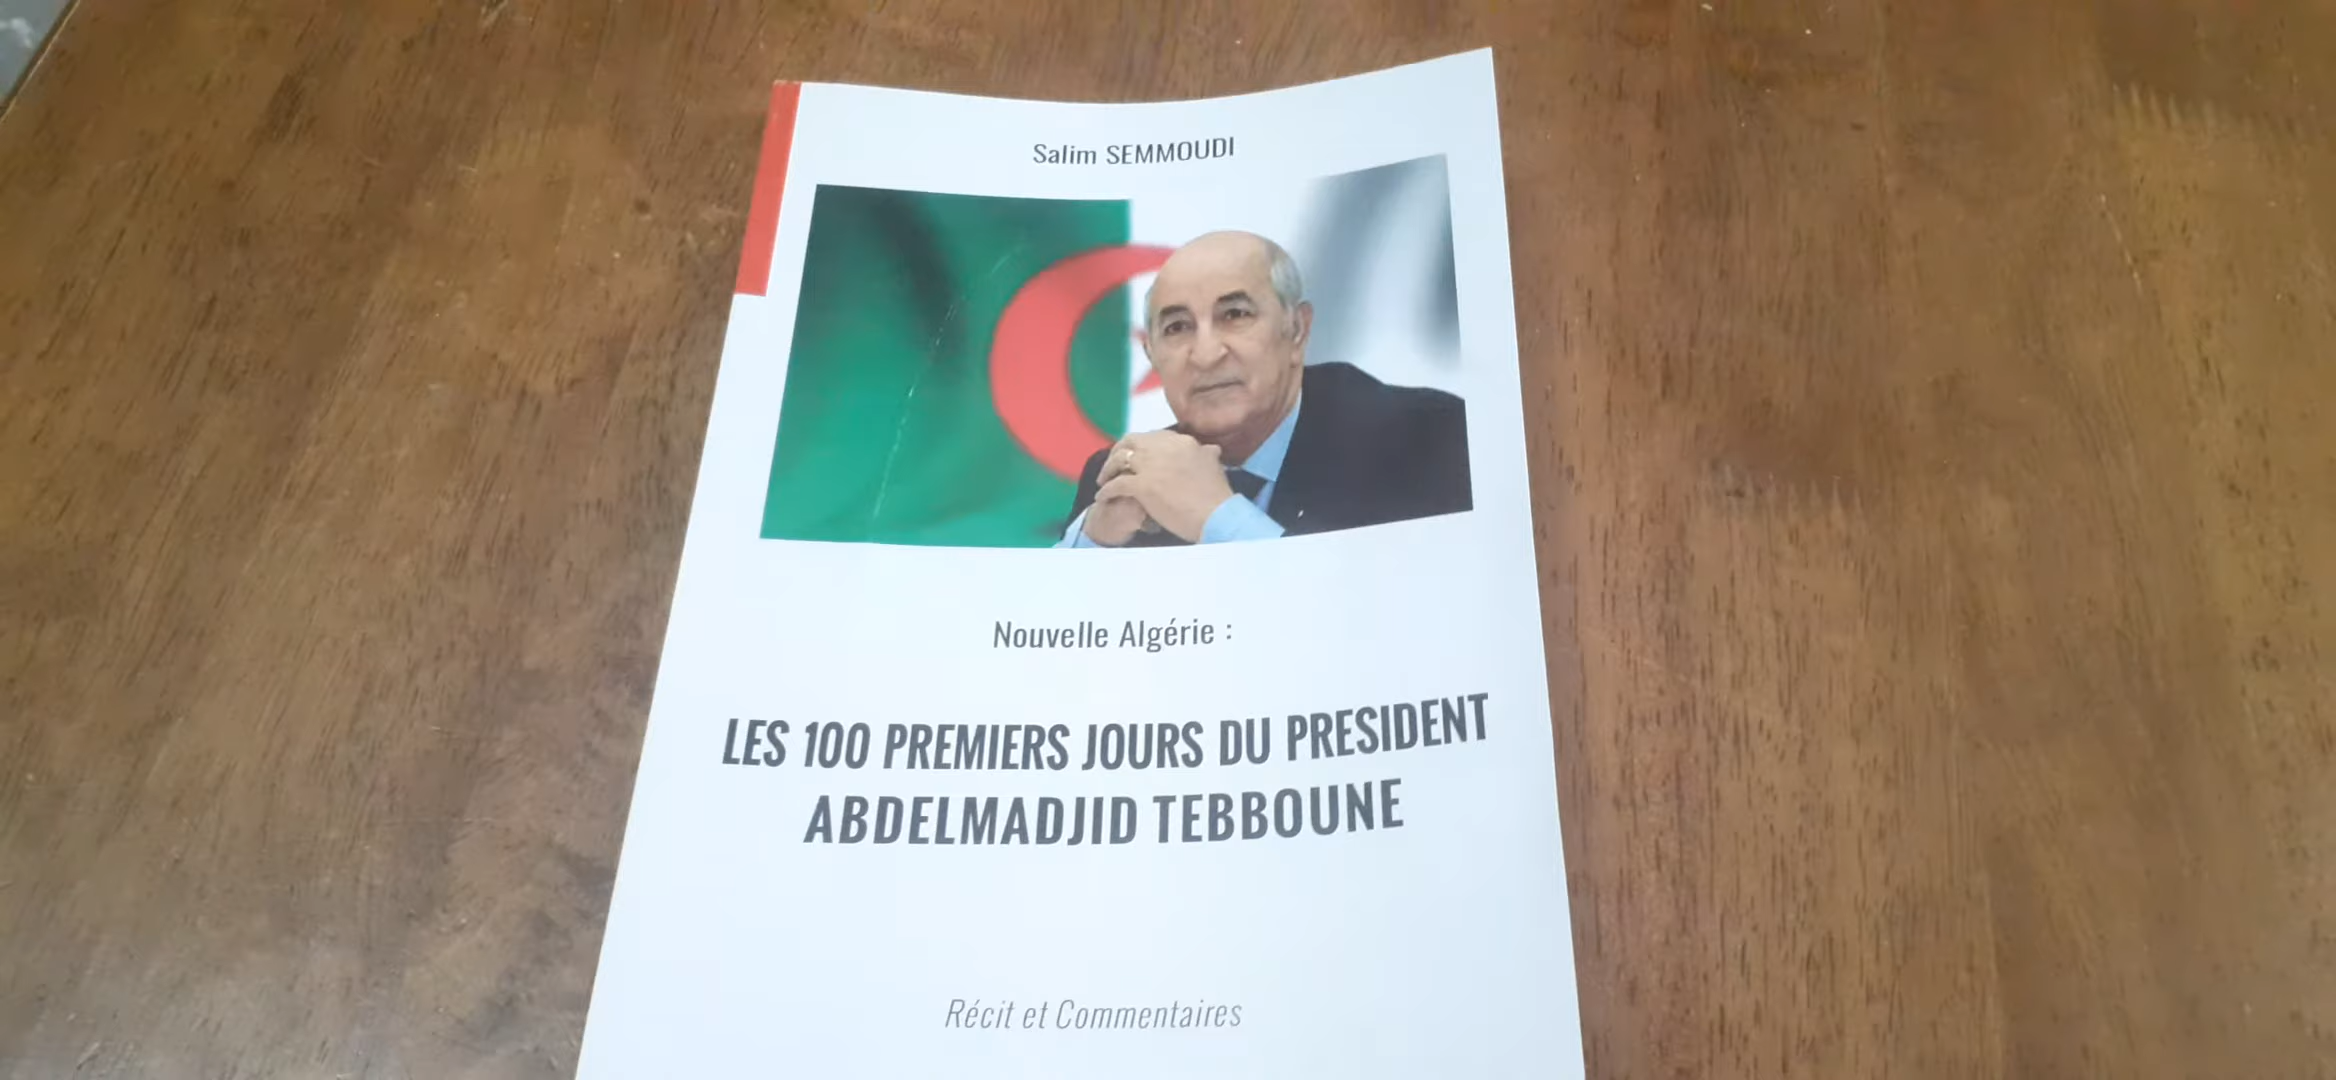 Salim SEMMOUDI
Nouvelle Algérie :
LES 100 PREMIERS JOURS DU PRESIDENT
ABDELMADJID TEBBOUNE
Récit et Commentaires